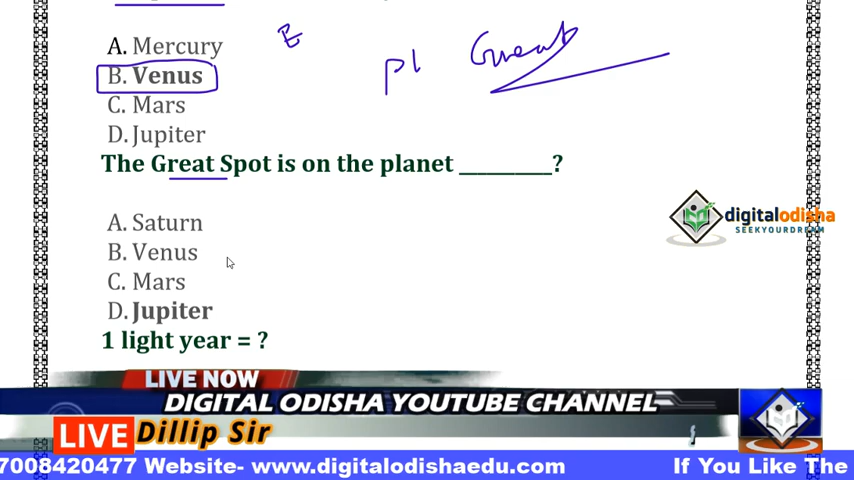 A. Mercury
E
pl Great
B. Venus
C. Mars
D. Jupiter
The Great Spot is on the planet __________?
A. Saturn
digitalodisha
SEEKYOURDREAM
B. Venus
C. Mars
D. Jupiter
1 light year = ?
LIVE NOW
DIGITAL ODISHA YOUTUBE CHANNEL
LIVE Dillip Sir
7008420477 Website- www.digitalodishaedu.com If You Like The